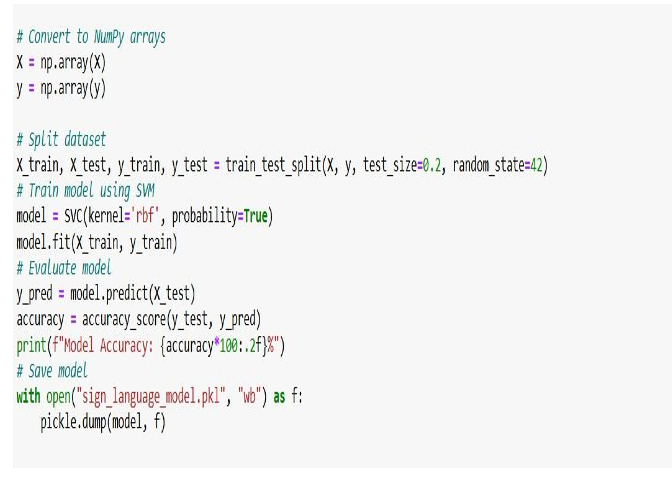 # Convert to NumPy arrays
X = np.array(X)
y = np.array(y)
# Split dataset
X_train, X_test, y_train, y_test = train_test_split(X, y, test_size=0.2, random_state=42)
# Train model using SVM
model = SVC(kernel='rbf', probability=True)
model.fit(X_train, y_train)
# Evaluate model
y_pred = model.predict(X_test)
accuracy = accuracy_score(y_test, y_pred)
print(f"Model Accuracy: {accuracy*100:.2f}%")
# Save model
with open("sign_language_model.pkl", "wb") as f:
    pickle.dump(model, f)